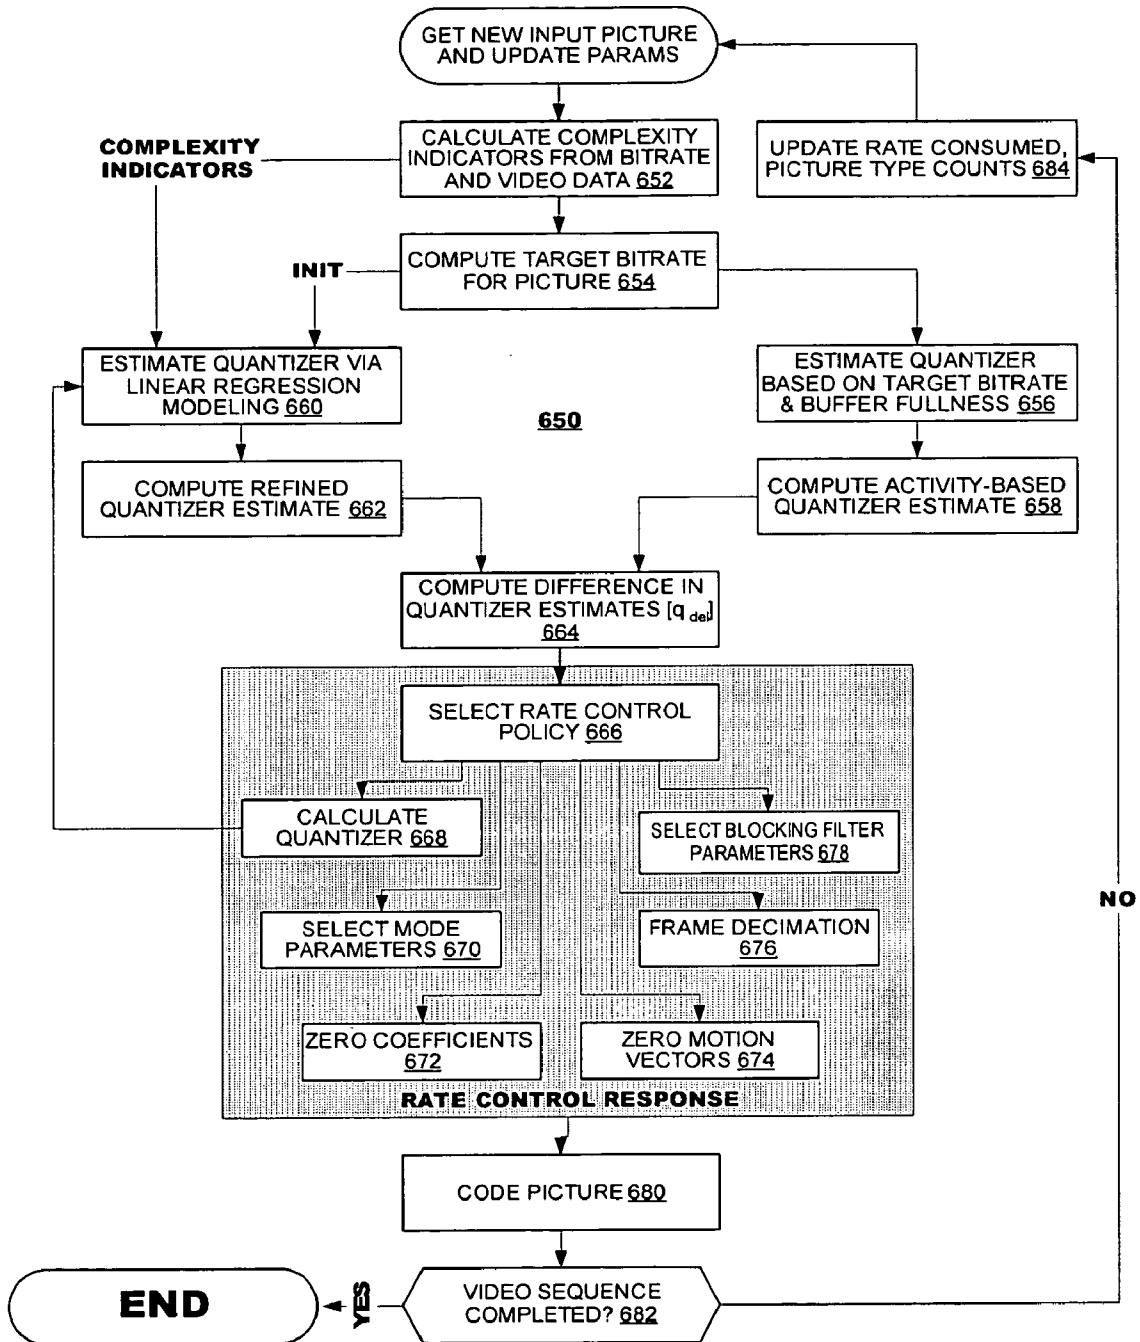 GET NEW INPUT PICTURE
AND UPDATE PARAMS
COMPLEXITY
INDICATORS
CALCULATE COMPLEXITY
INDICATORS FROM BITRATE
AND VIDEO DATA 652
UPDATE RATE CONSUMED,
PICTURE TYPE COUNTS 684
INIT
COMPUTE TARGET BITRATE
FOR PICTURE 654
ESTIMATE QUANTIZER VIA
LINEAR REGRESSION
MODELING 660
ESTIMATE QUANTIZER
BASED ON TARGET BITRATE
& BUFFER FULLNESS 656
650
COMPUTE REFINED
QUANTIZER ESTIMATE 662
COMPUTE ACTIVITY-BASED
QUANTIZER ESTIMATE 658
COMPUTE DIFFERENCE IN
QUANTIZER ESTIMATES [q del]
664
SELECT RATE CONTROL
POLICY 666
CALCULATE
QUANTIZER 668
SELECT BLOCKING FILTER
PARAMETERS 678
NO
SELECT MODE
PARAMETERS 670
FRAME DECIMATION
676
ZERO COEFFICIENTS
672
ZERO MOTION
VECTORS 674
RATE CONTROL RESPONSE
CODE PICTURE 680
END
YES
VIDEO SEQUENCE
COMPLETED? 682